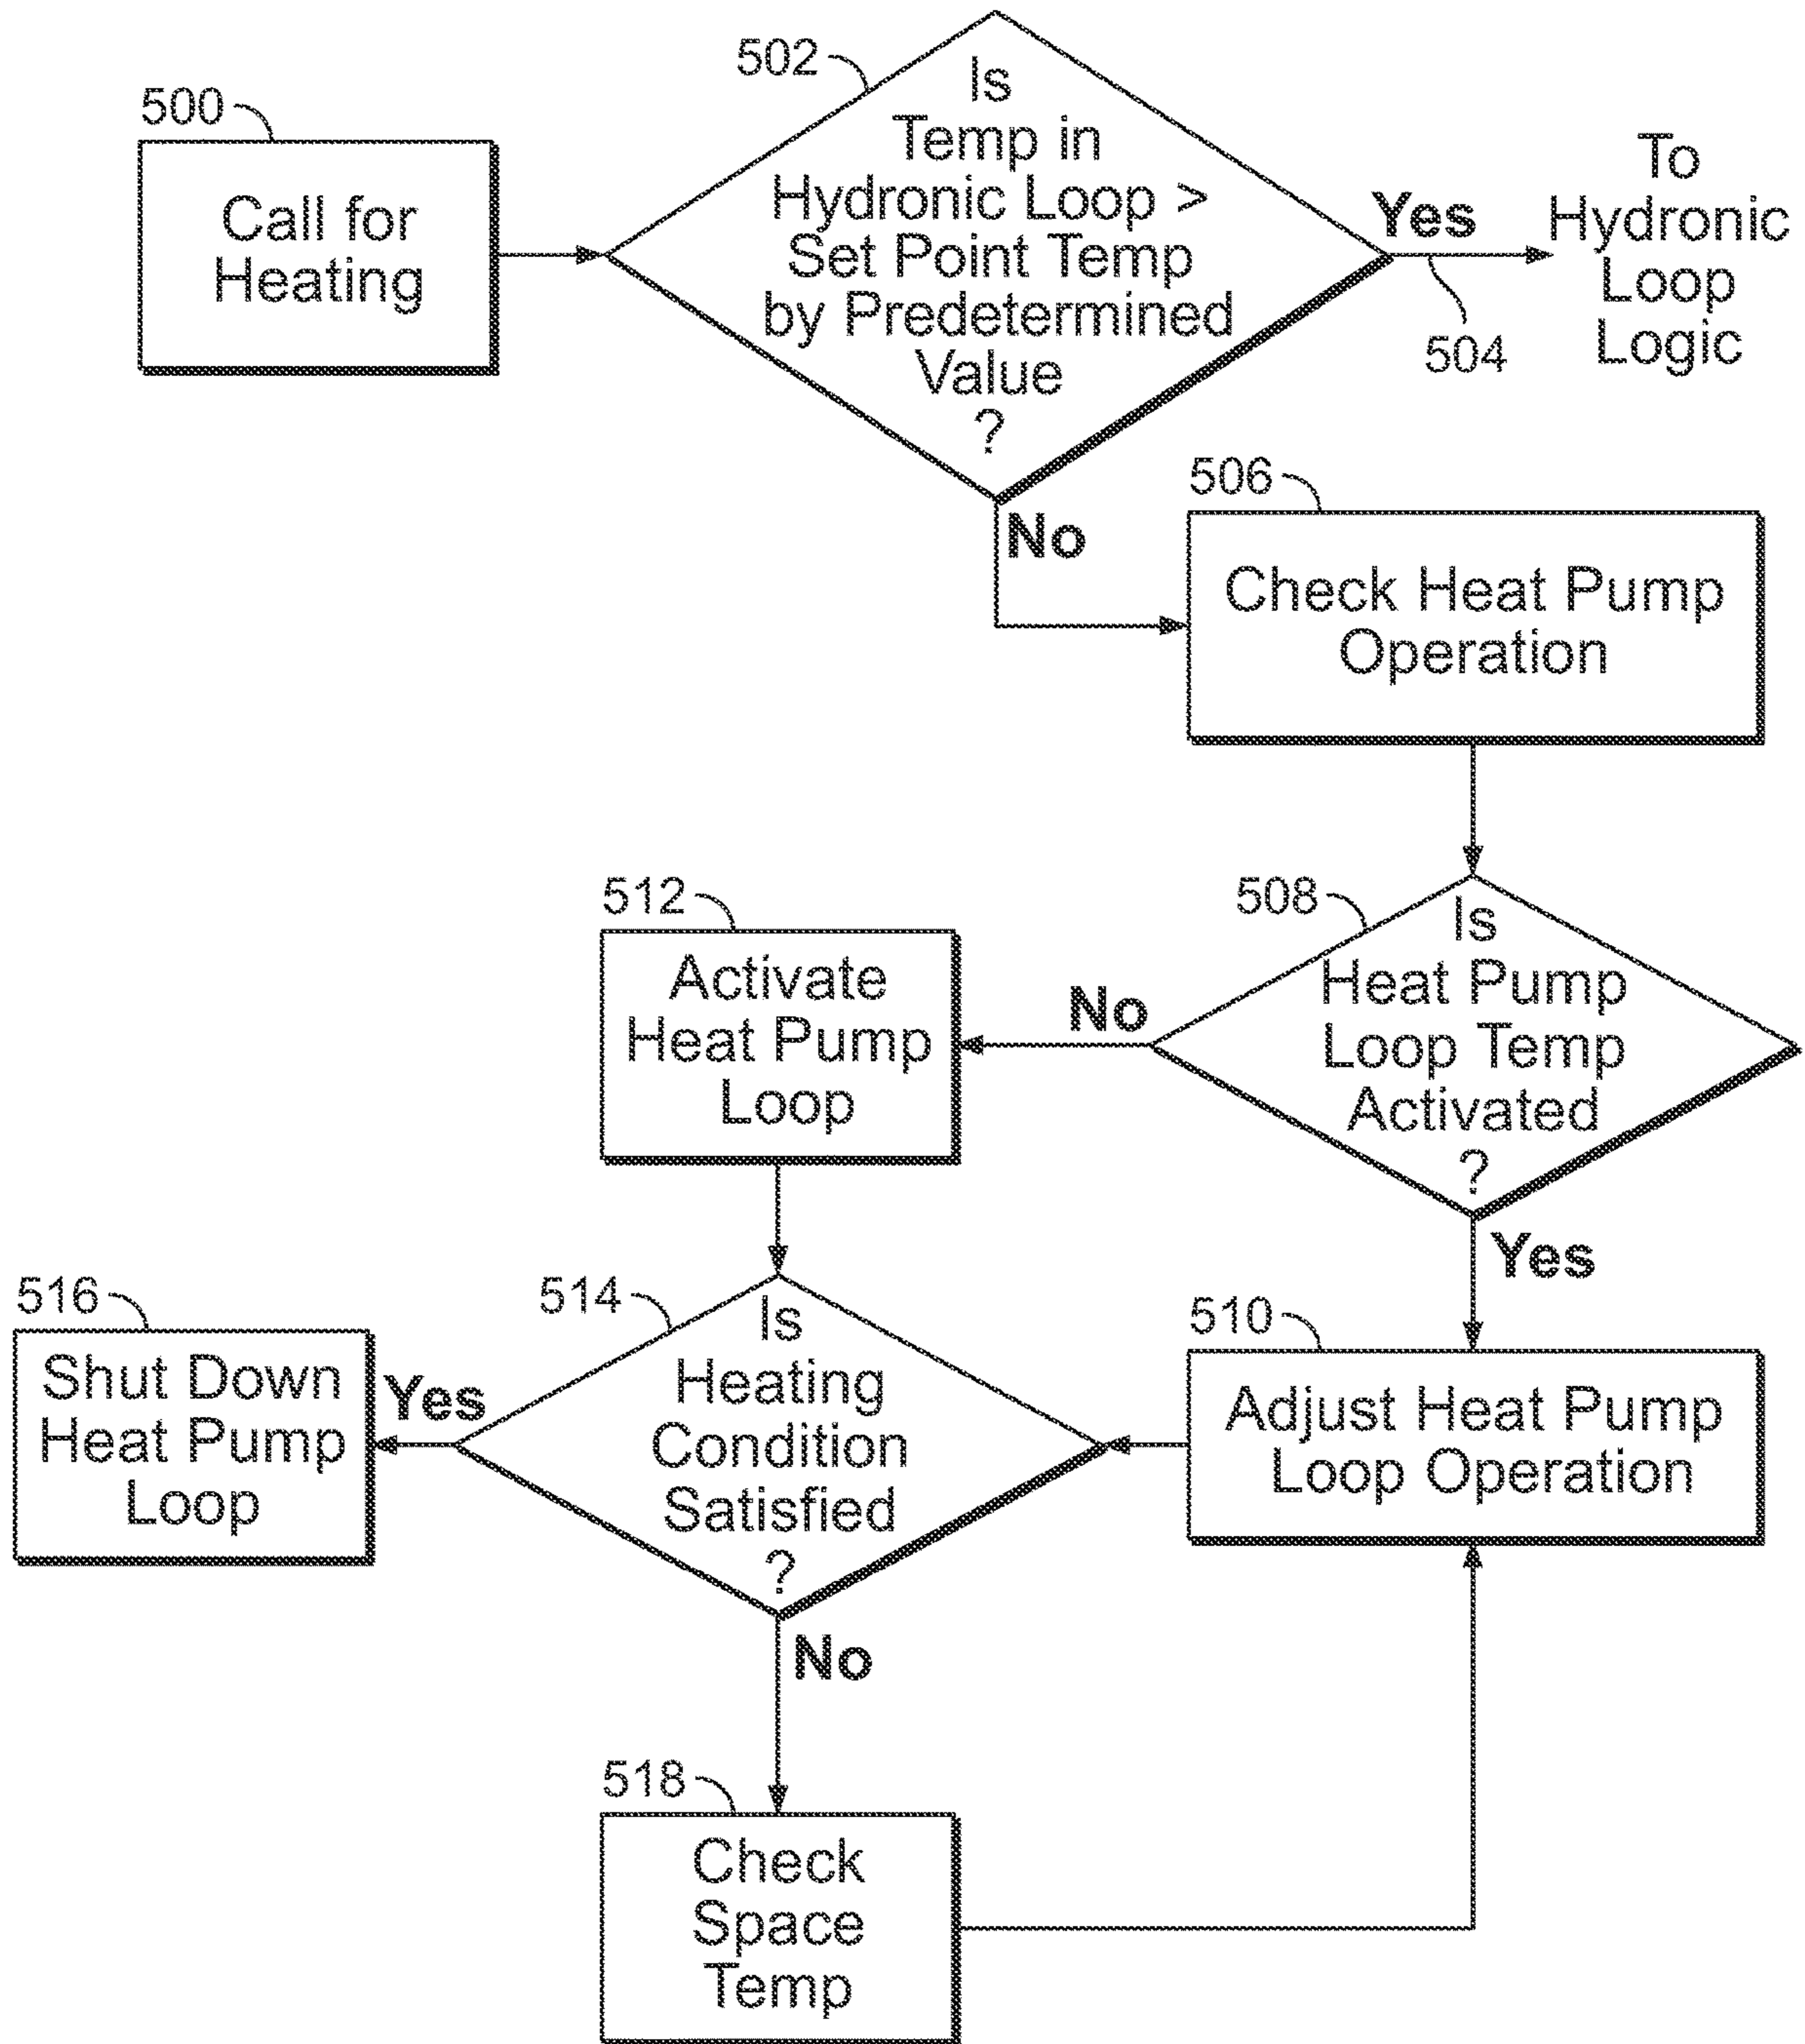 500
Call for
Heating
502
Is
Temp in
Hydronic Loop >
Set Point Temp
by Predetermined
Value
?
Yes
504
To
Hydronic
Loop
Logic
No
506
Check Heat Pump
Operation
508
Is
Heat Pump
Loop Temp
Activated
?
No
512
Activate
Heat Pump
Loop
Yes
510
Adjust Heat Pump
Loop Operation
514
Is
Heating
Condition
Satisfied
?
Yes
516
Shut Down
Heat Pump
Loop
No
518
Check
Space
Temp